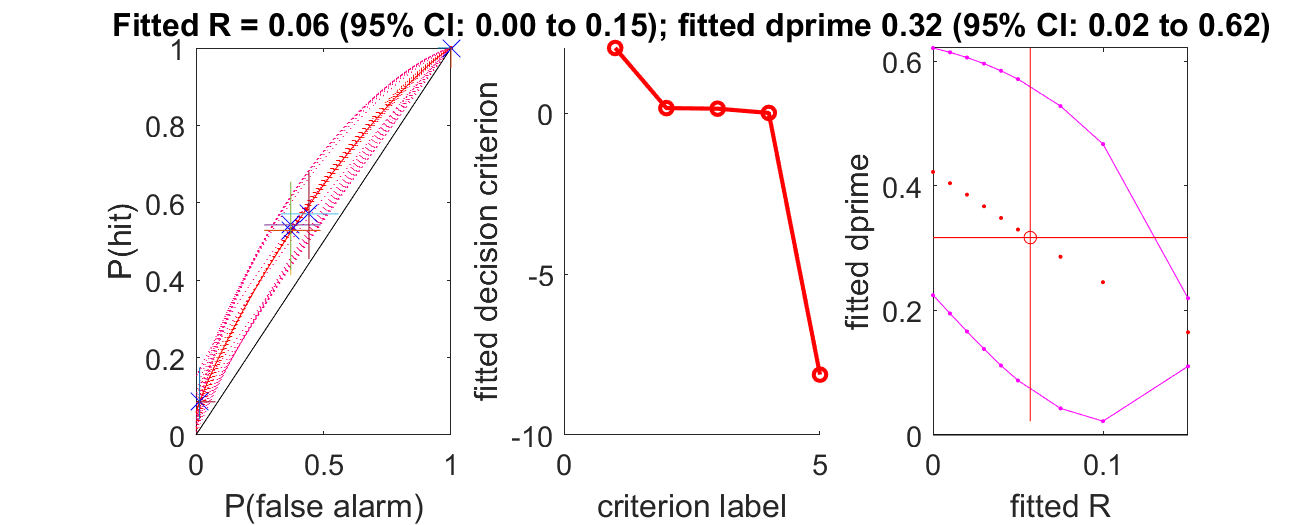 Fitted R = 0.06 (95% CI: 0.00 to 0.15); fitted dprime 0.32 (95% CI: 0.02 to 0.62)
P(hit)
1
0.8
0.6
0.4
0.2
0
0
0.5
1
P(false alarm)
fitted decision criterion
0
-5
-10
0
5
criterion label
fitted dprime
0.6
0.4
0.2
0
0
0.1
fitted R